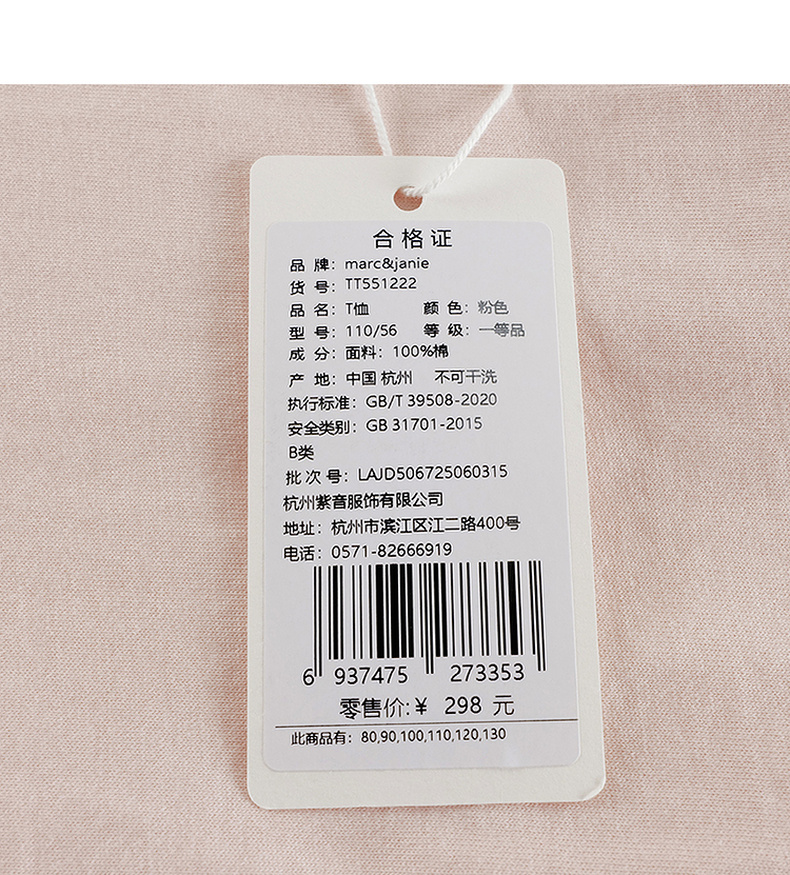 合格证
品 牌：marc&janie
货 号：TT551222
品 名：T恤 颜 色：粉色
型 号：110/56 等 级：一等品
成 分：面料：100%棉
产 地：中国 杭州 不可干洗
执行标准：GB/T 39508-2020
安全类别：GB 31701-2015
B类
批 次 号：LAJD506725060315
杭州紫音服饰有限公司
地址：杭州市滨江区江二路400号
电话：0571-82666919
6 937475 273353
零售价:￥ 298 元
此商品有：80,90,100,110,120,130